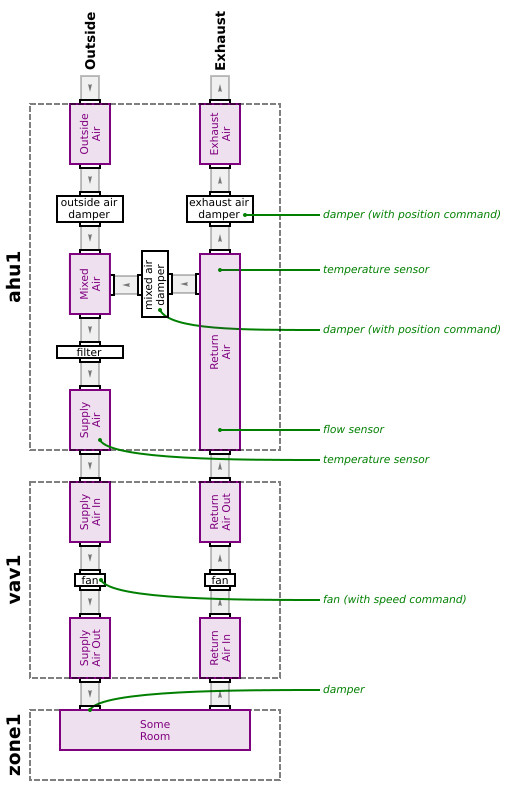 Outside
Exhaust
ahu1
Outside
Air
Exhaust
Air
outside air
damper
exhaust air
damper
damper (with position command)
Mixed
Air
mixed air
damper
temperature sensor
Return
Air
damper (with position command)
filter
Supply
Air
flow sensor
temperature sensor
vav1
Supply
Air In
Return
Air Out
fan
fan
fan (with speed command)
Supply
Air Out
Return
Air In
damper
zone1
Some
Room